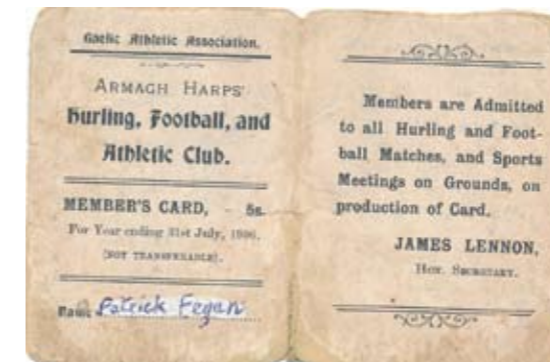 Gaelic Athletic Association.
ARMAGH HARPS'
Hurling, Football, and
Athletic Club.
MEMBER'S CARD, - 5s.
For Year ending 31st July,
[NOT TRANSFERABLE].
Name Patrick Fegan
Members are Admitted
to all Hurling and Foot-
ball Matches, and Sports
Meetings on Grounds, on
production of Card.
JAMES LENNON,
HON. SECRETARY.